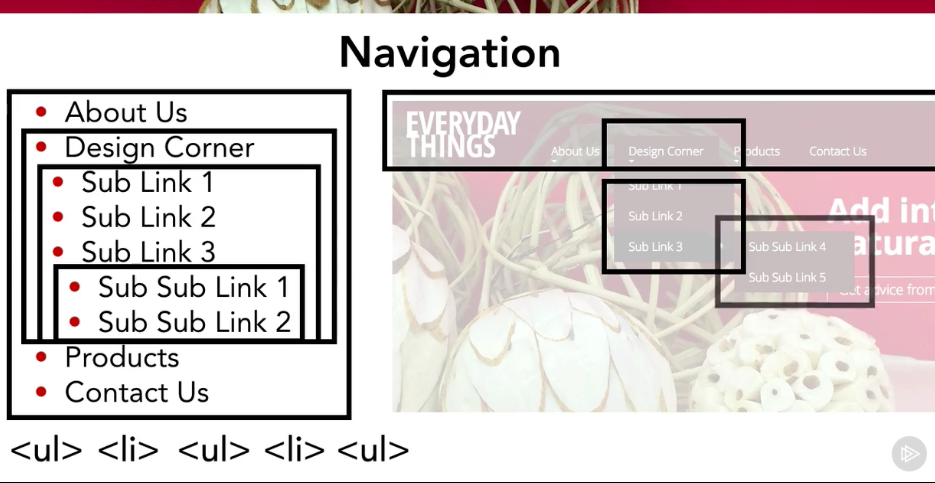 Navigation
About Us
Design Corner
Sub Link 1
Sub Link 2
Sub Link 3
Sub Sub Link 1
Sub Sub Link 2
Products
Contact Us
<ul> <li> <ul> <li> <ul>
EVERYDAY
THINGS
About Us Design Corner Products Contact Us
Sub Link 1
Sub Link 2
Sub Link 3
Sub Sub Link 4
Sub Sub Link 5
Add
Get advice from